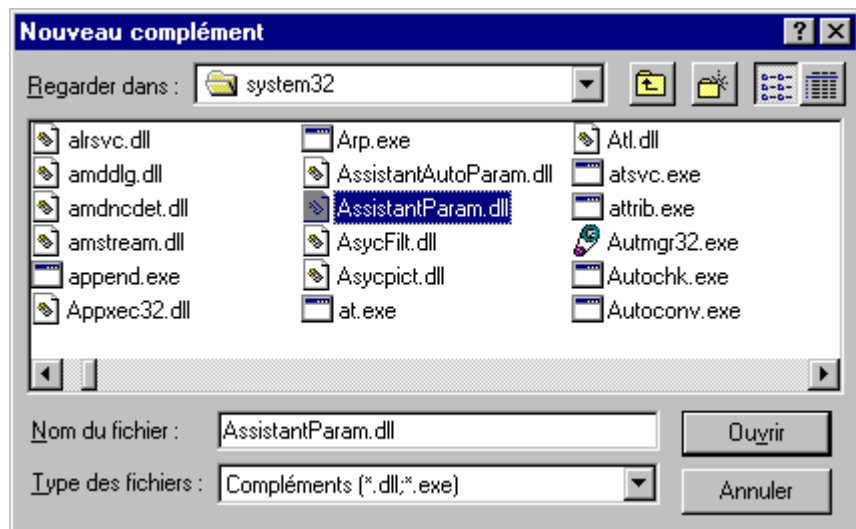 Nouveau complément
Regarder dans : system32
alrsvc.dll Arp.exe Atl.dll
amddlg.dll AssistantAutoParam.dll atsvc.exe
amdncdet.dll AssistantParam.dll attrib.exe
amstream.dll AsycFilt.dll Autmgr32.exe
append.exe Asycpict.dll Autochk.exe
Appxec32.dll at.exe Autoconv.exe
Nom du fichier : AssistantParam.dll Ouvrir
Type des fichiers : Compléments (*.dll;*.exe) Annuler